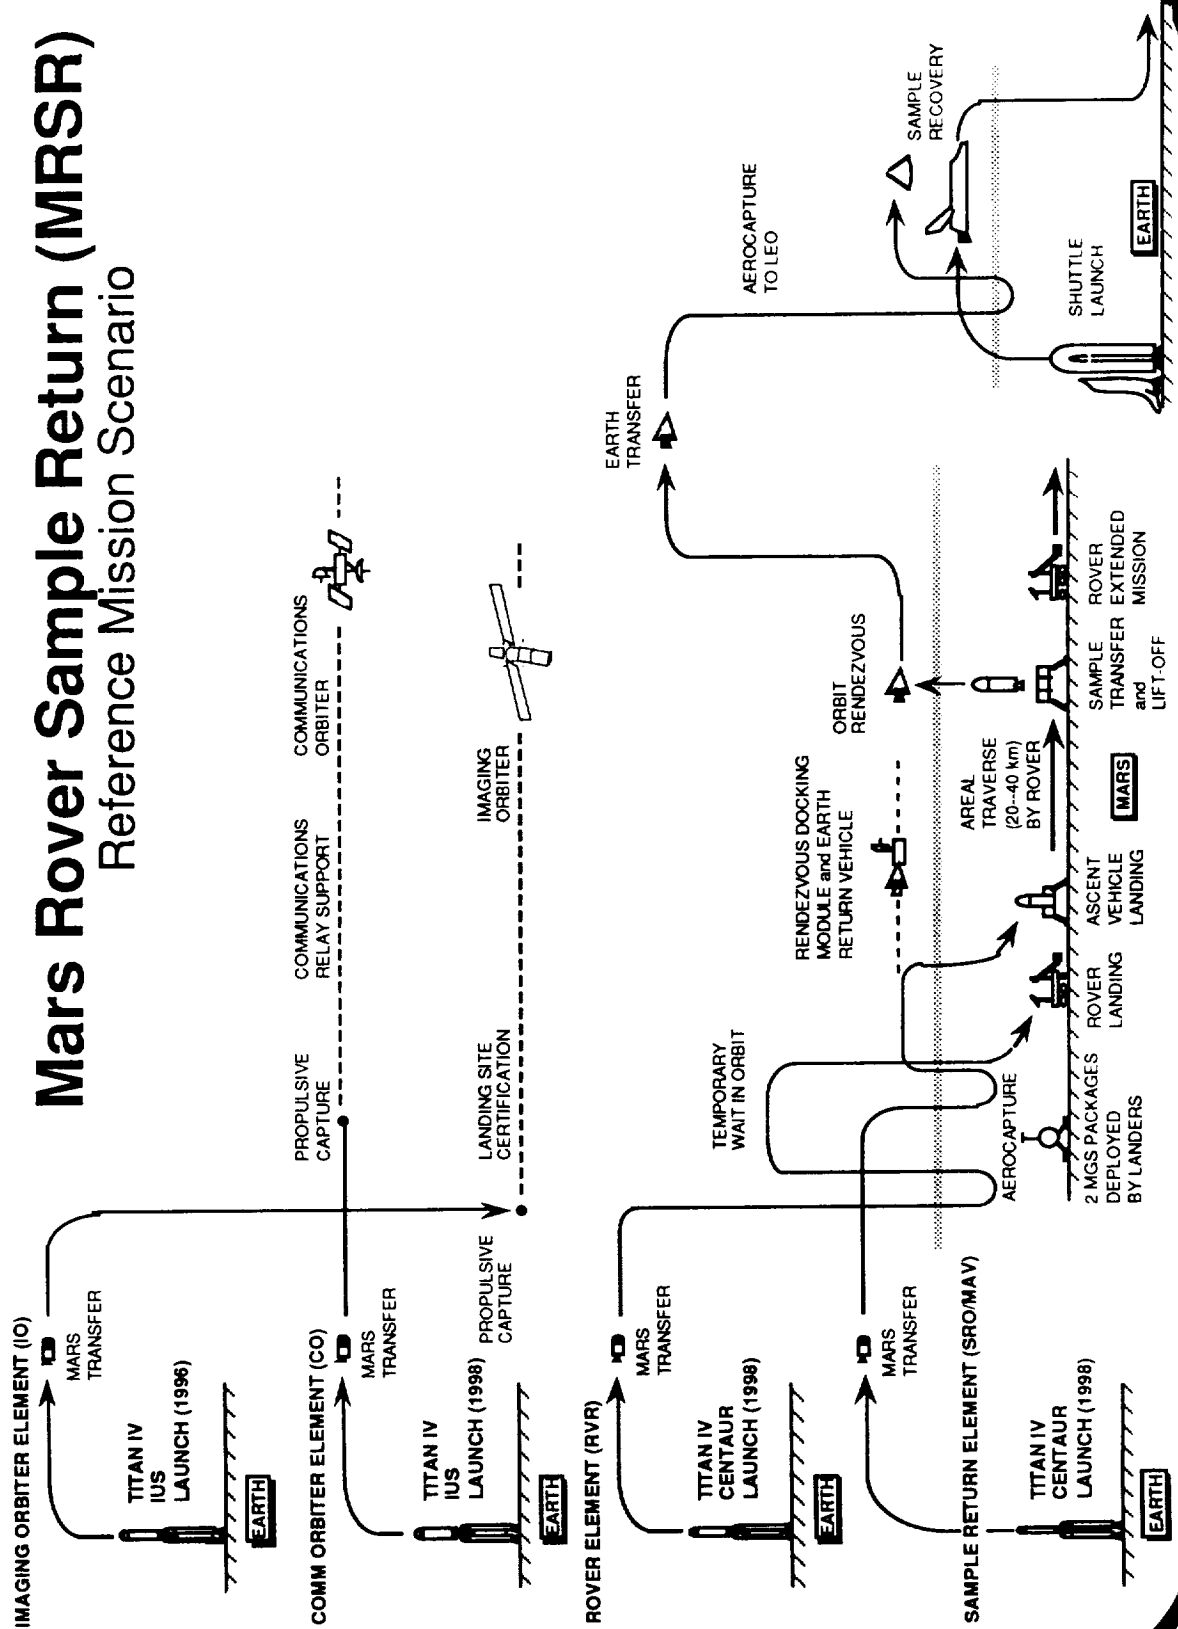 Mars Rover Sample Return (MRSR)
Reference Mission Scenario
IMAGING ORBITER ELEMENT (IO)
TITAN IV
IUS
LAUNCH (1996)
EARTH
MARS
TRANSFER
PROPULSIVE
CAPTURE
LANDING SITE
CERTIFICATION
IMAGING
ORBITER
COMM ORBITER ELEMENT (CO)
TITAN IV
IUS
LAUNCH (1998)
EARTH
MARS
TRANSFER
PROPULSIVE
CAPTURE
COMMUNICATIONS
RELAY SUPPORT
COMMUNICATIONS
ORBITER
ROVER ELEMENT (RVR)
TITAN IV
CENTAUR
LAUNCH (1998)
EARTH
MARS
TRANSFER
TEMPORARY
WAIT IN ORBIT
SAMPLE RETURN ELEMENT (SRO/MAV)
TITAN IV
CENTAUR
LAUNCH (1998)
EARTH
MARS
TRANSFER
AEROCAPTURE
2 MGS PACKAGES
DEPLOYED
BY LANDERS
ROVER
LANDING
ASCENT
VEHICLE
LANDING
RENDEZVOUS DOCKING
MODULE and EARTH
RETURN VEHICLE
AREAL
TRAVERSE
(20--40 km)
BY ROVER
MARS
ORBIT
RENDEZVOUS
SAMPLE
TRANSFER
and
LIFT-OFF
ROVER
EXTENDED
MISSION
EARTH
TRANSFER
AEROCAPTURE
TO LEO
SAMPLE
RECOVERY
SHUTTLE
LAUNCH
EARTH